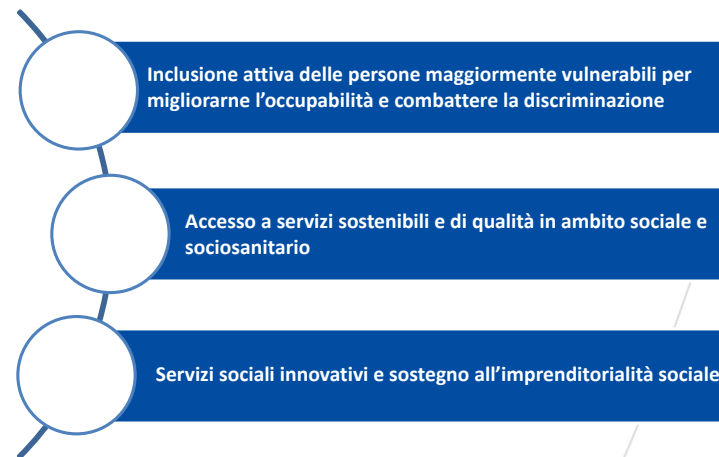 Inclusione attiva delle persone maggiormente vulnerabili per
migliorarne l’occupabilità e combattere la discriminazione
Accesso a servizi sostenibili e di qualità in ambito sociale e
sociosanitario
Servizi sociali innovativi e sostegno all’imprenditorialità sociale